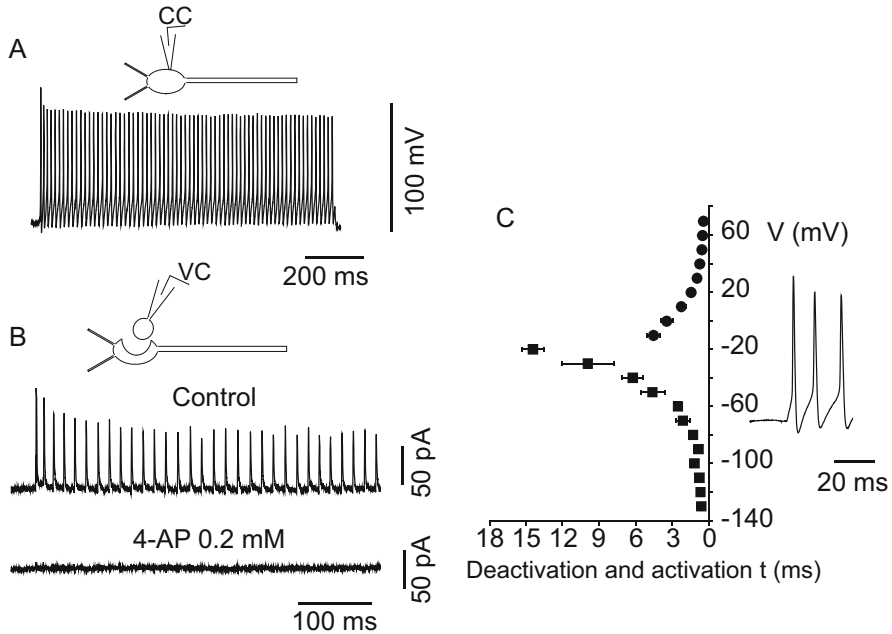 A
CC
100 mV
200 ms
B
VC
Control
50 pA
4-AP 0.2 mM
50 pA
100 ms
C
V (mV)
60
20
-20
-60
-100
-140
20 ms
18 15 12 9 6 3 0
Deactivation and activation t (ms)